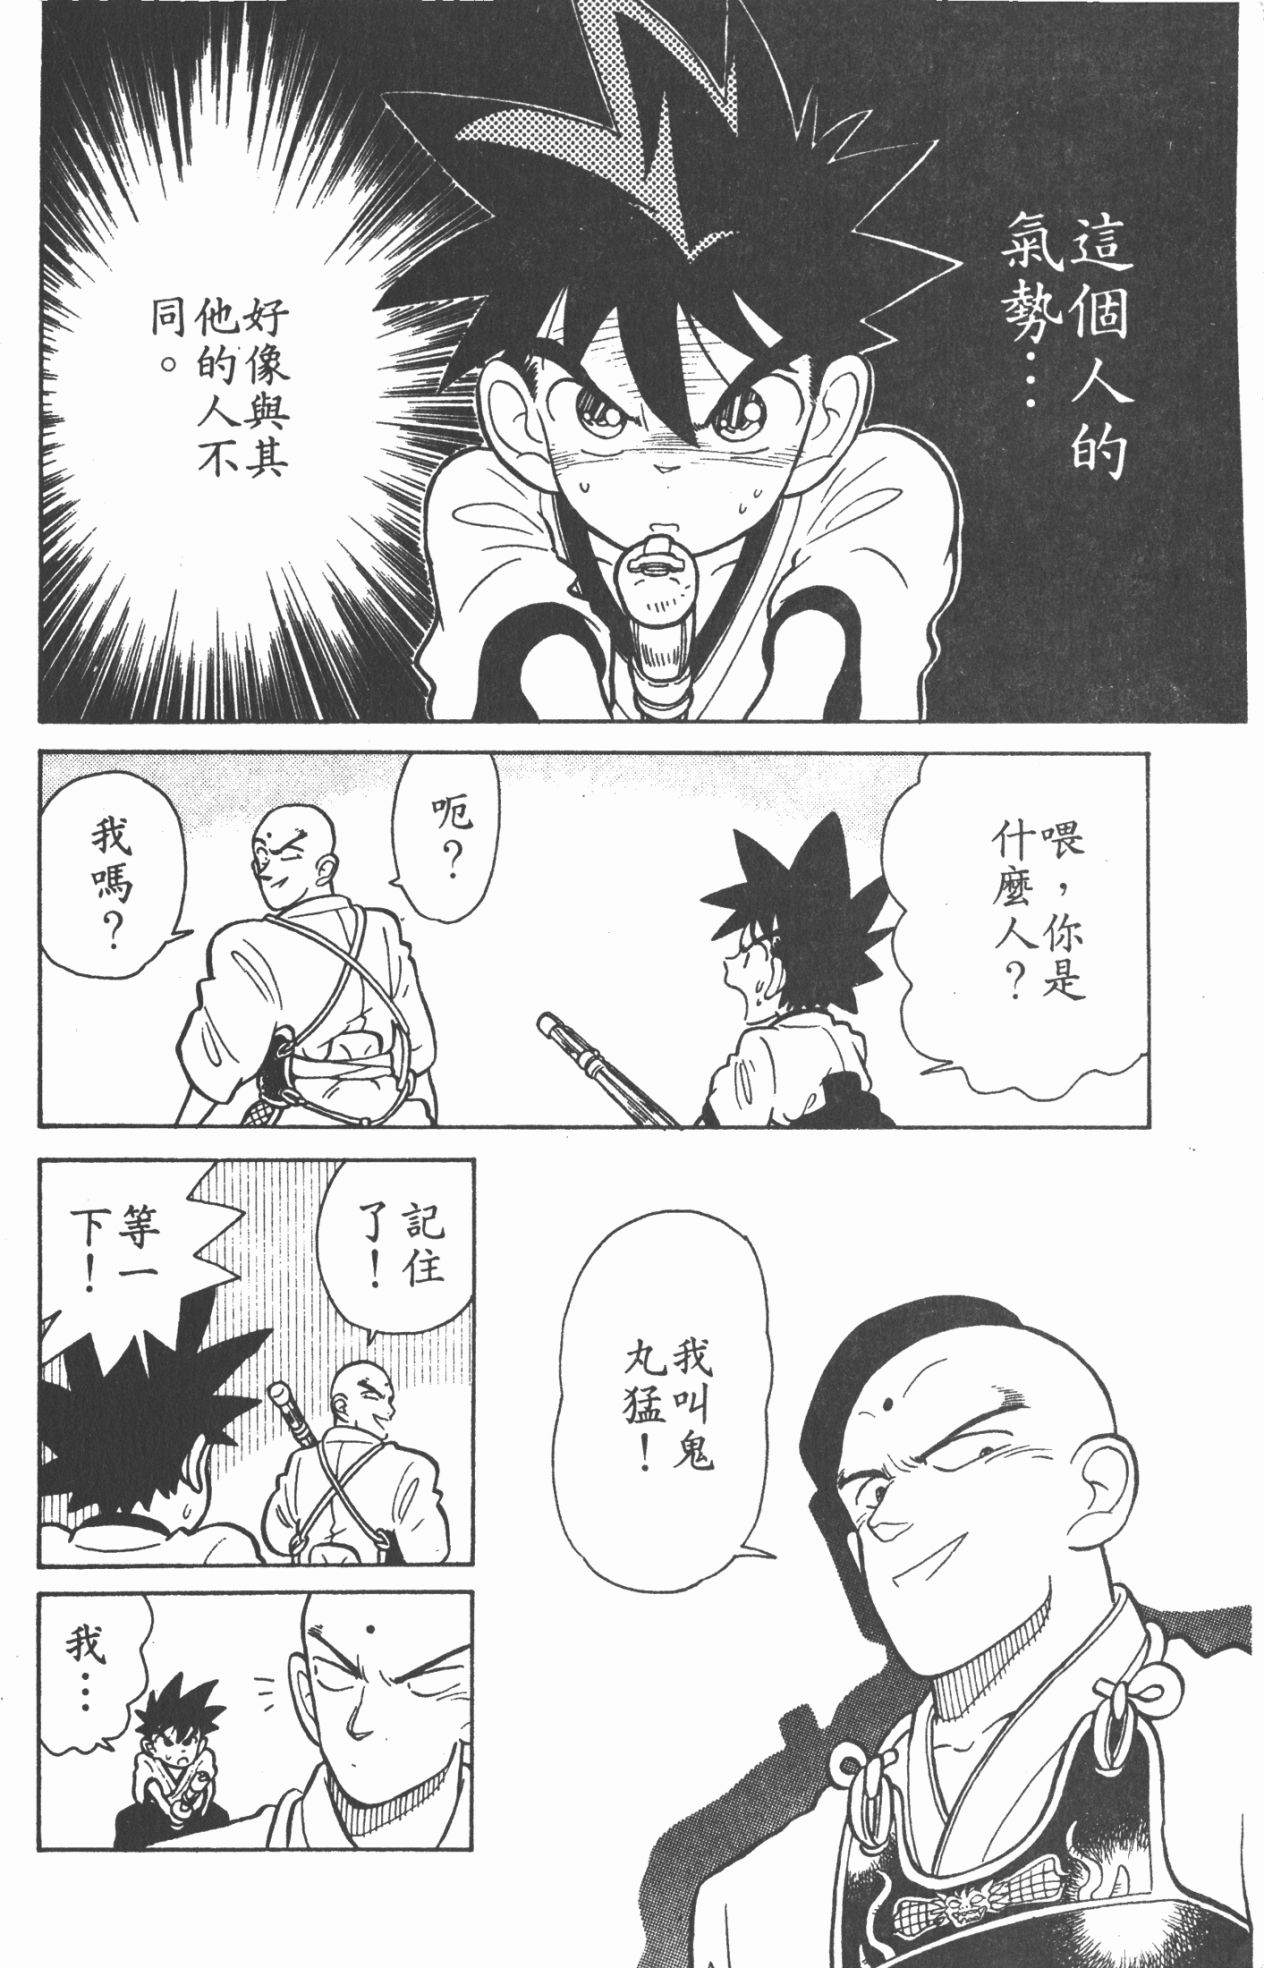 這個人的
氣勢…
好像與其
他的人不
同。
喂，你是
什麼人？
呃？
我嗎？
我叫鬼
丸猛！
記住
了！
等一
下！
我…